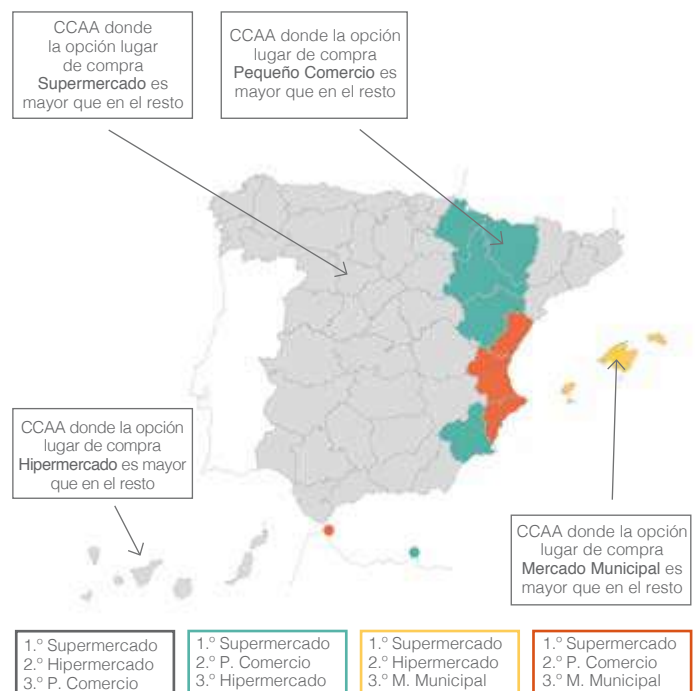 CCAA donde
la opción lugar
de compra
Supermercado es
mayor que en el resto
CCAA donde la opción
lugar de compra
Pequeño Comercio es
mayor que en el resto
CCAA donde la opción
lugar de compra
Hipermercado es mayor
que en el resto
CCAA donde la opción
lugar de compra
Mercado Municipal es
mayor que en el resto
1.º Supermercado
2.º Hipermercado
3.º P. Comercio
1.º Supermercado
2.º P. Comercio
3.º Hipermercado
1.º Supermercado
2.º Hipermercado
3.º M. Municipal
1.º Supermercado
2.º P. Comercio
3.º M. Municipal